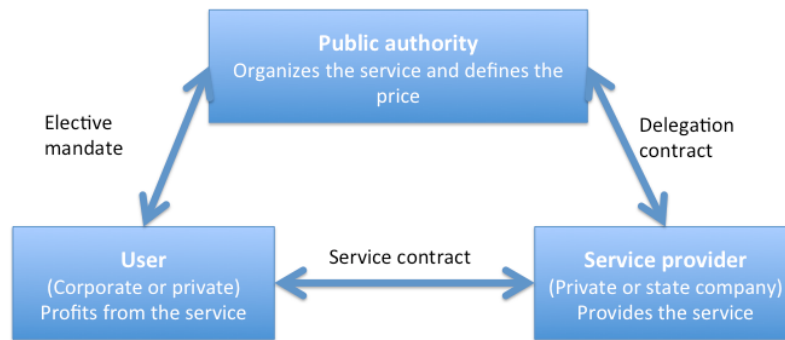 Public authority
Organizes the service and defines the
price
Elective
mandate
Delegation
contract
User
(Corporate or private)
Profits from the service
Service contract
Service provider
(Private or state company)
Provides the service